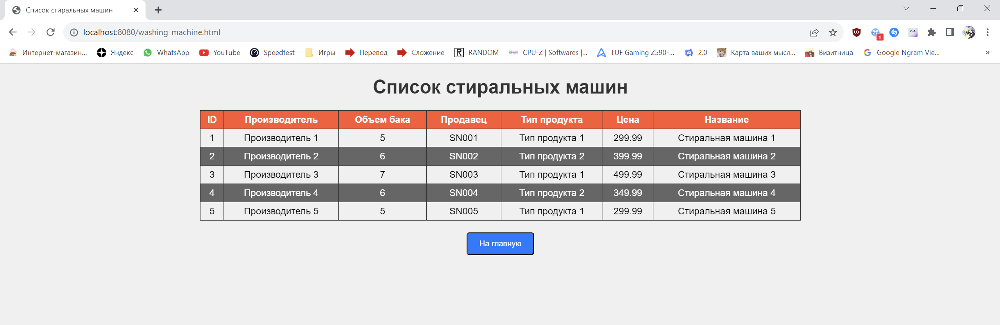 Список стиральных машин
localhost:8080/washing_machine.html
1
Интернет-магазин... Яндекс WhatsApp YouTube Speedtest Игры Перевод Сложение RANDOM CPU-Z | Softwares |... TUF Gaming Z590-... 2.0 Карта ваших мысл... Визитница Google Ngram Vie... »
Список стиральных машин
ID Производитель Объем бака Продавец Тип продукта Цена Название
1 Производитель 1 5 SN001 Тип продукта 1 299.99 Стиральная машина 1
2 Производитель 2 6 SN002 Тип продукта 2 399.99 Стиральная машина 2
3 Производитель 3 7 SN003 Тип продукта 1 499.99 Стиральная машина 3
4 Производитель 4 6 SN004 Тип продукта 2 349.99 Стиральная машина 4
5 Производитель 5 5 SN005 Тип продукта 1 299.99 Стиральная машина 5
На главную